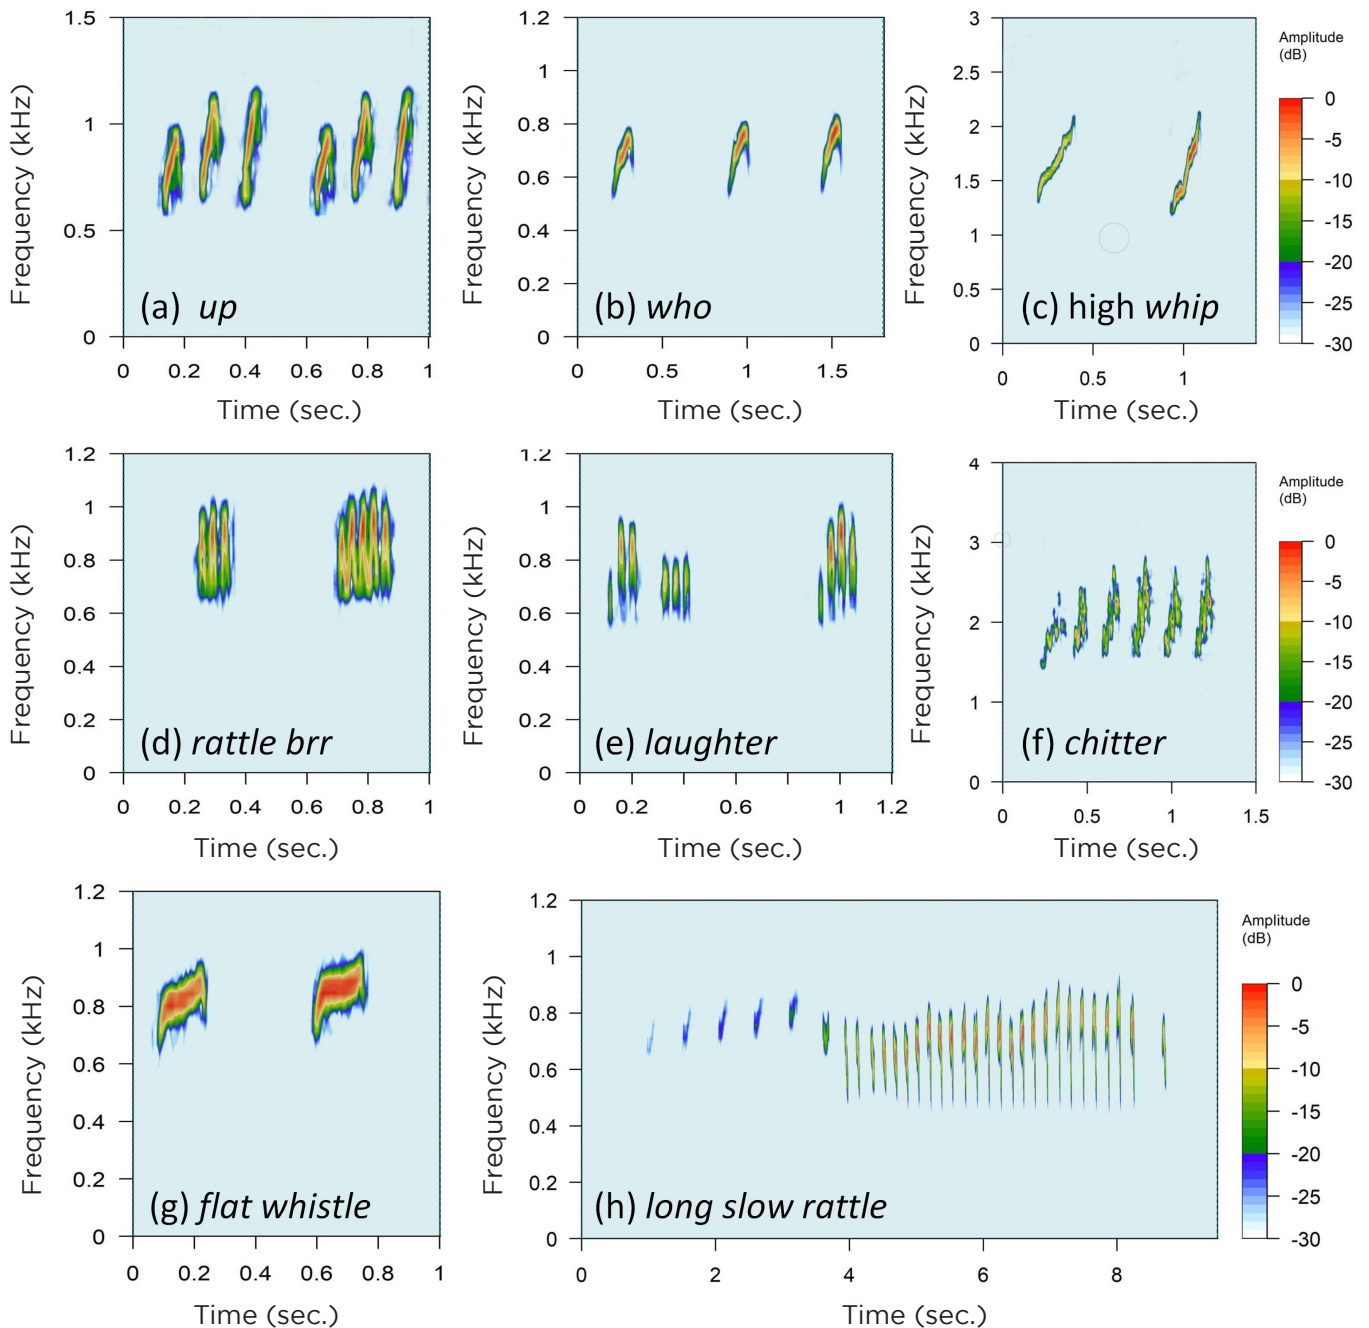 Frequency (kHz)
1.5
1
0.5
0
(a) up
0 0.2 0.4 0.6 0.8 1
Time (sec.)
Frequency (kHz)
1.2
1
0.8
0.6
0.4
0.2
0
(b) who
0 0.5 1 1.5
Time (sec.)
Frequency (kHz)
3
2.5
2
1.5
1
0.5
0
(c) high whip
0 0.5 1
Time (sec.)
Amplitude
(dB)
0
-5
-10
-15
-20
-25
-30
Frequency (kHz)
1.2
1
0.8
0.6
0.4
0.2
0
(d) rattle brr
0 0.2 0.4 0.6 0.8 1
Time (sec.)
Frequency (kHz)
1.2
1
0.8
0.6
0.4
0.2
0
(e) laughter
0 0.2 0.6 1 1.2
Time (sec.)
Frequency (kHz)
4
3
2
1
0
(f) chitter
0 0.5 1 1.5
Time (sec.)
Amplitude
(dB)
0
-5
-10
-15
-20
-25
-30
Frequency (kHz)
1.2
1
0.8
0.6
0.4
0.2
0
(g) flat whistle
0 0.2 0.4 0.6 0.8 1
Time (sec.)
Frequency (kHz)
1.2
1
0.8
0.6
0.4
0.2
0
(h) long slow rattle
0 2 4 6 8
Time (sec.)
Amplitude
(dB)
0
-5
-10
-15
-20
-25
-30